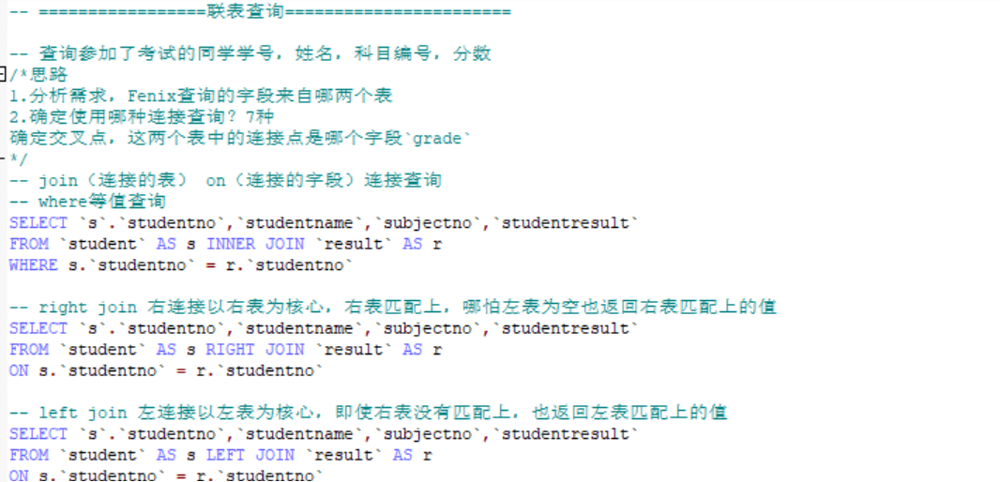 -- =================联表查询=======================
-- 查询参加了考试的同学学号，姓名，科目编号，分数
/*思路
1.分析需求，Fenix查询的字段来自哪两个表
2.确定使用哪种连接查询？7种
确定交叉点，这两个表中的连接点是哪个字段`grade`
*/
-- join（连接的表） on（连接的字段）连接查询
-- where等值查询
SELECT `s`.`studentno`,`studentname`,`subjectno`,`studentresult`
FROM `student` AS s INNER JOIN `result` AS r
WHERE s.`studentno` = r.`studentno`
-- right join 右连接以右表为核心，右表匹配上，哪怕左表为空也返回右表匹配上的值
SELECT `s`.`studentno`,`studentname`,`subjectno`,`studentresult`
FROM `student` AS s RIGHT JOIN `result` AS r
ON s.`studentno` = r.`studentno`
-- left join 左连接以左表为核心，即使右表没有匹配上，也返回左表匹配上的值
SELECT `s`.`studentno`,`studentname`,`subjectno`,`studentresult`
FROM `student` AS s LEFT JOIN `result` AS r
ON s.`studentno` = r.`studentno`